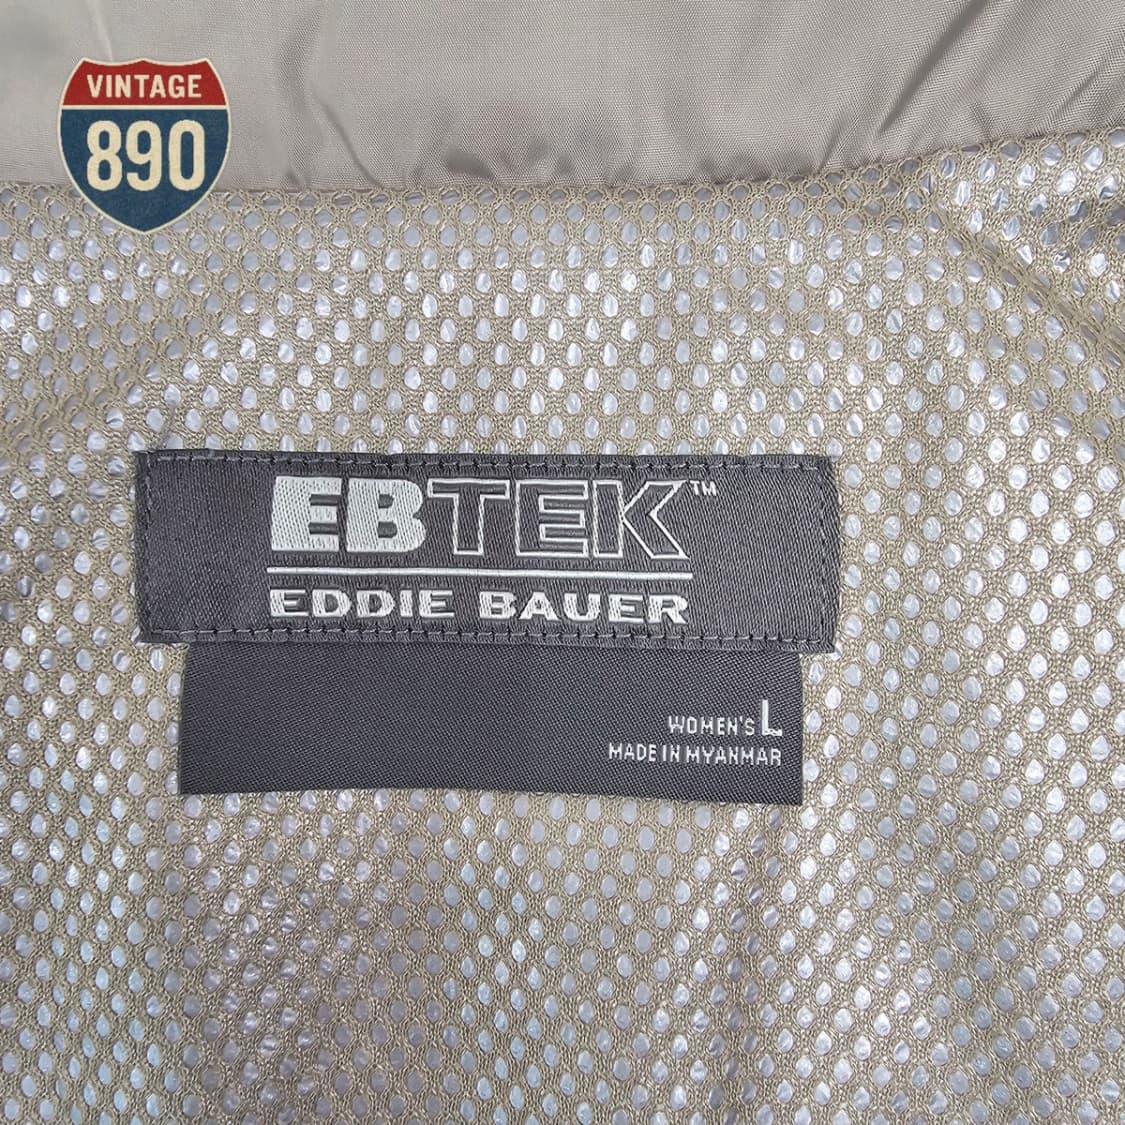 VINTAGE
890
EBTEK™
EDDIE BAUER
WOMEN'S L
MADE IN MYANMAR